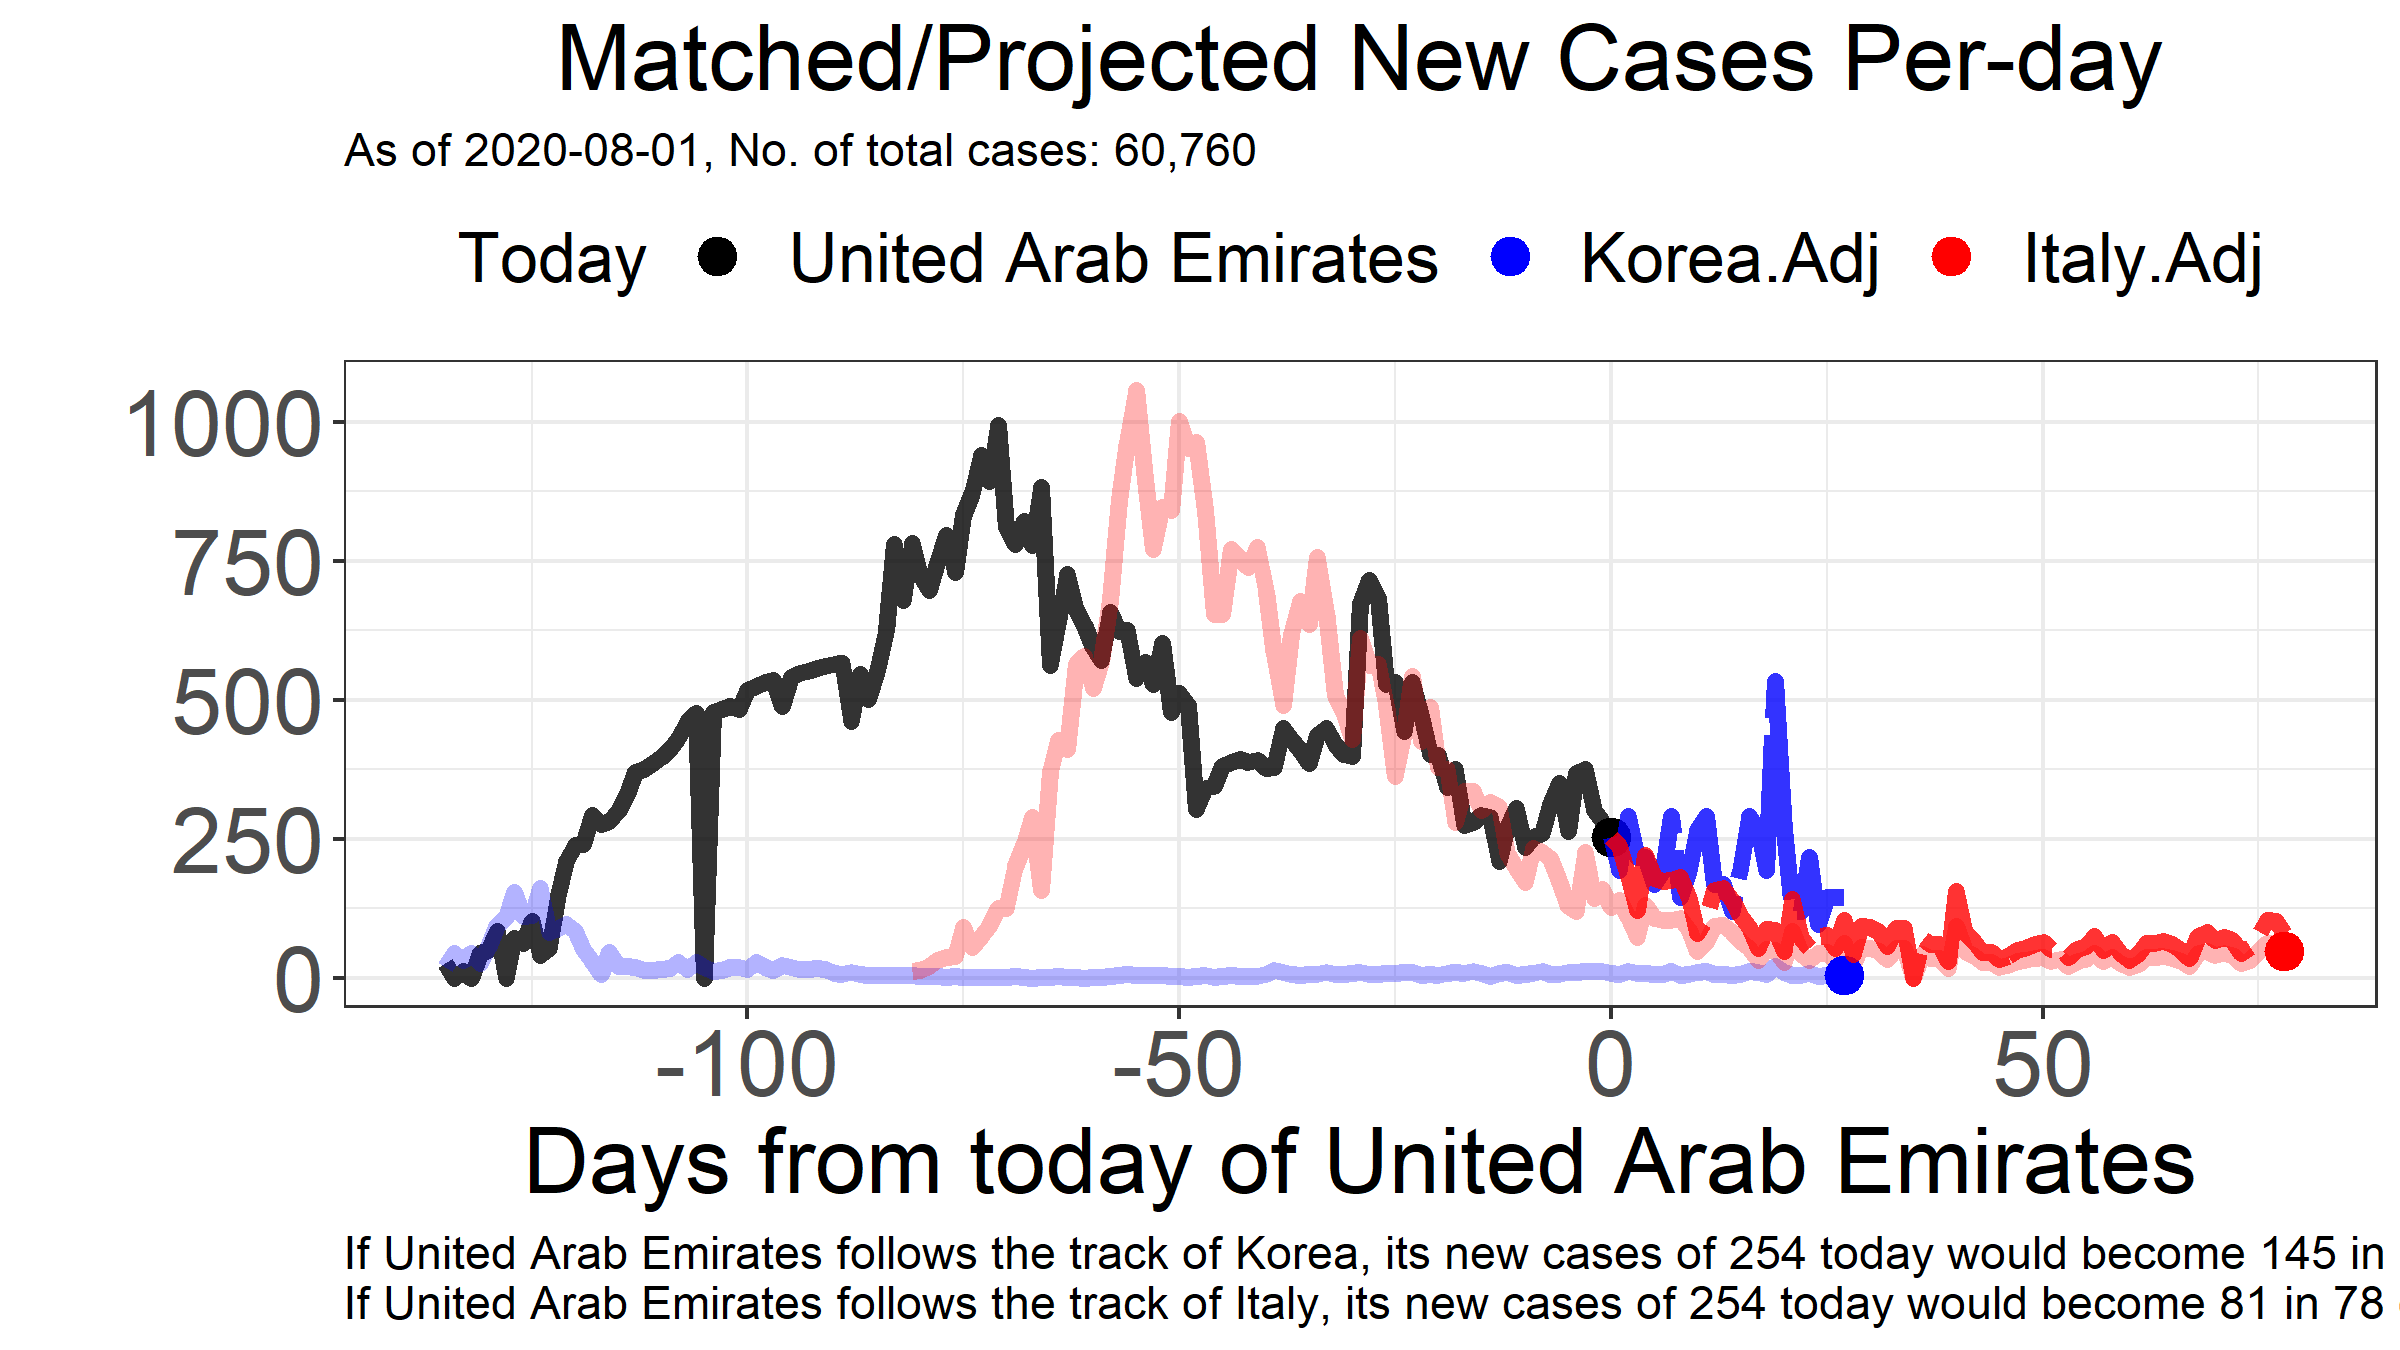 Matched/Projected New Cases Per-day
As of 2020-08-01, No. of total cases: 60,760
Today United Arab Emirates Korea.Adj Italy.Adj
1000
750
500
250
0
-100 -50 0 50
Days from today of United Arab Emirates
If United Arab Emirates follows the track of Korea, its new cases of 254 today would become 145 in
If United Arab Emirates follows the track of Italy, its new cases of 254 today would become 81 in 78